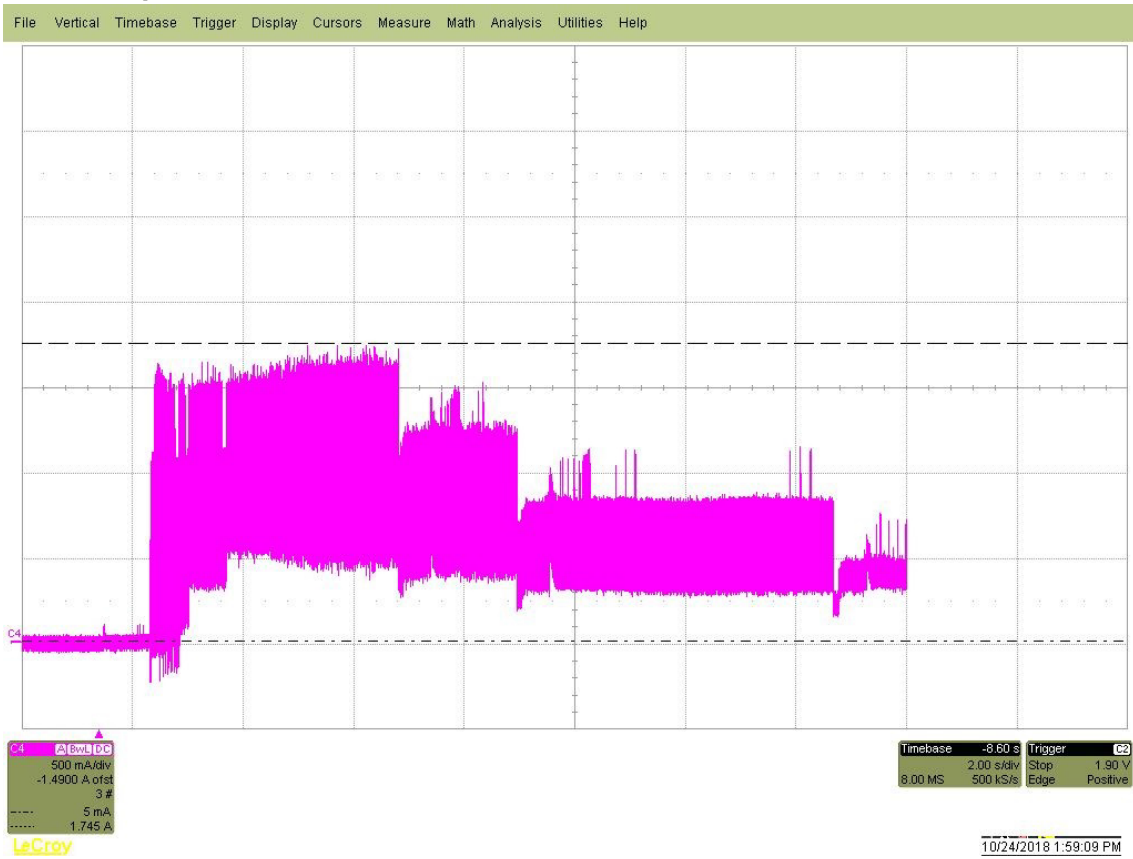 File Vertical Timebase Trigger Display Cursors Measure Math Analysis Utilities Help
C4
C4 A BwL DC
500 mA/div
-1.4900 A ofst
3 #
5 mA
1.745 A
Timebase -8.60 s
2.00 s/div
8.00 MS 500 kS/s
Trigger C2
Stop 1.90 V
Edge Positive
LeCroy
10/24/2018 1:59:09 PM